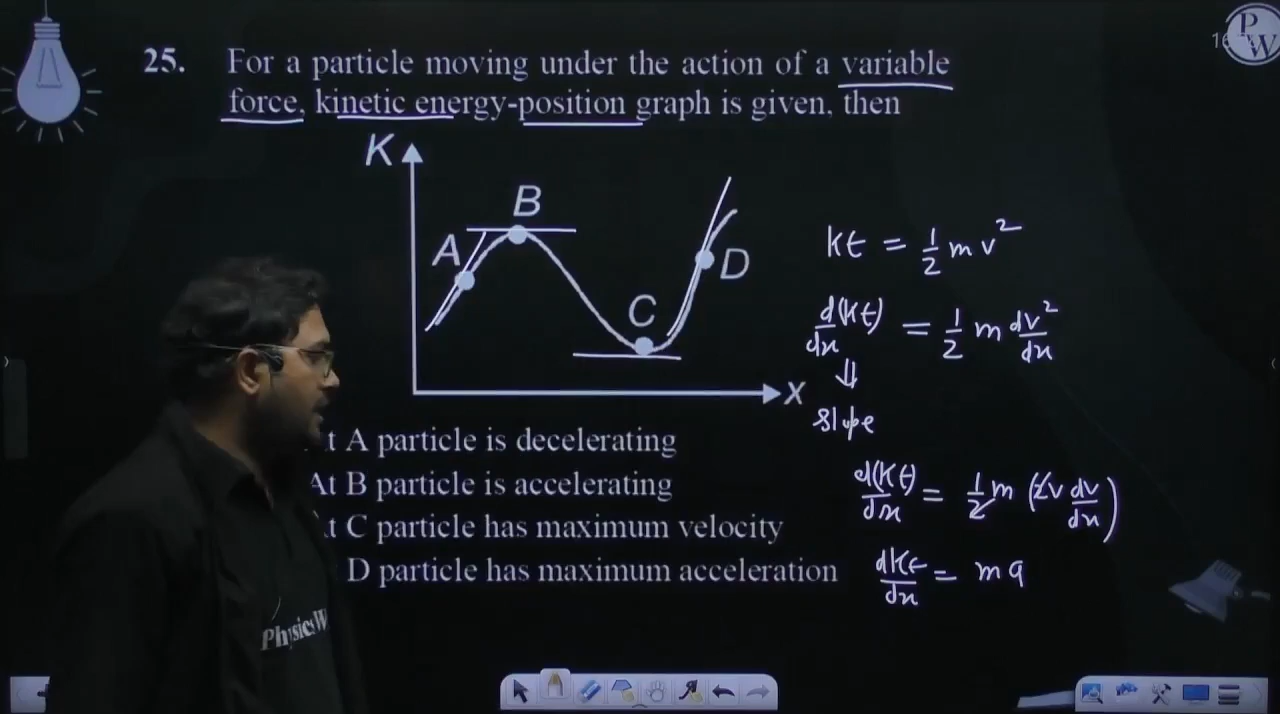 PW
25. For a particle moving under the action of a variable
force, kinetic energy-position graph is given, then
K
B
A
D
C
X
t A particle is decelerating
At B particle is accelerating
t C particle has maximum velocity
D particle has maximum acceleration
KE = 1/2 m v²
d(KE)/dx = 1/2 m dv²/dx
⇓
slope
d(KE)/dx = 1/2 m (2v dv/dx)
dKE/dx = ma